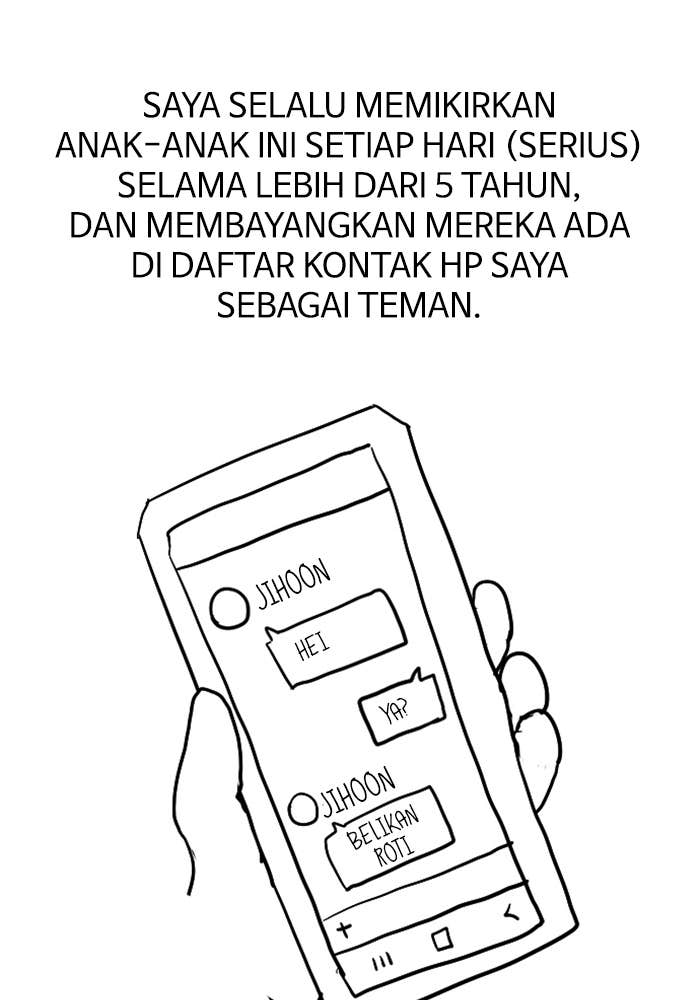 SAYA SELALU MEMIKIRKAN
ANAK-ANAK INI SETIAP HARI (SERIUS)
SELAMA LEBIH DARI 5 TAHUN,
DAN MEMBAYANGKAN MEREKA ADA
DI DAFTAR KONTAK HP SAYA
SEBAGAI TEMAN.
JIHOON
HEI
YA?
JIHOON
BELIKAN
ROTI